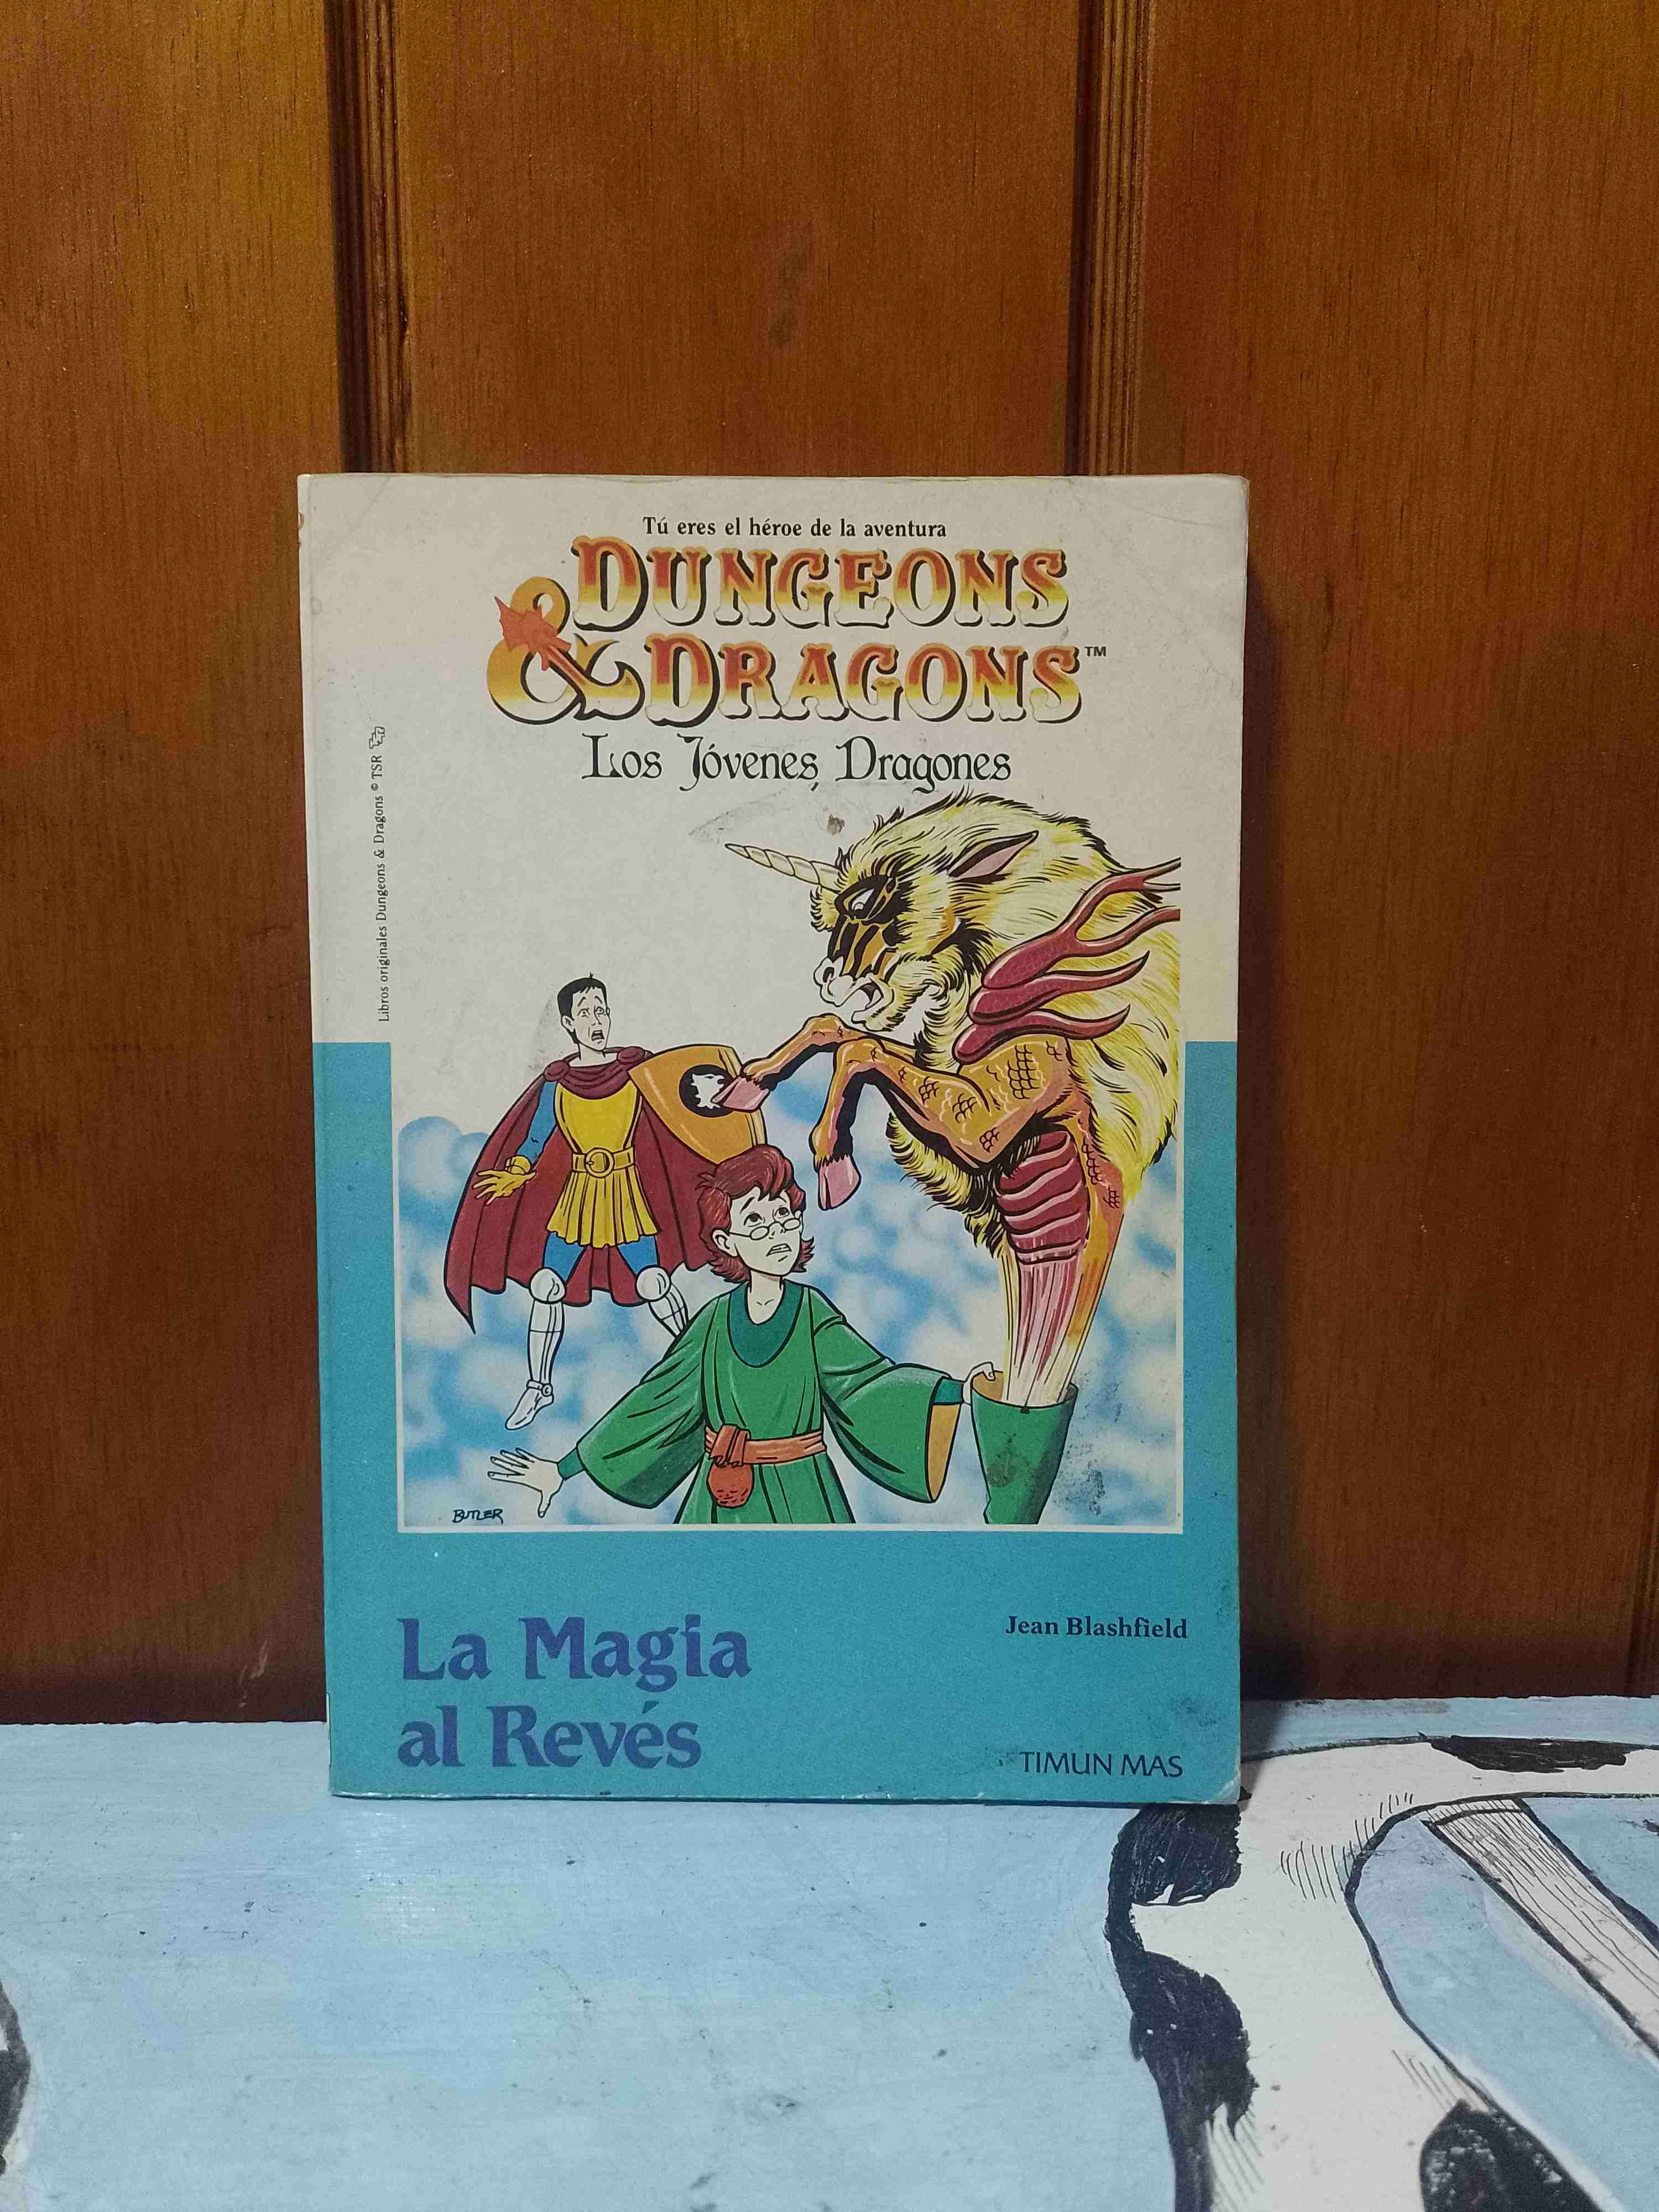 Tú eres el héroe de la aventura
DUNGEONS
& DRAGONS™
Los Jóvenes Dragones
Libros originales Dungeons & Dragons © TSR
BUTLER
La Magia
al Revés
Jean Blashfield
TIMUN MAS